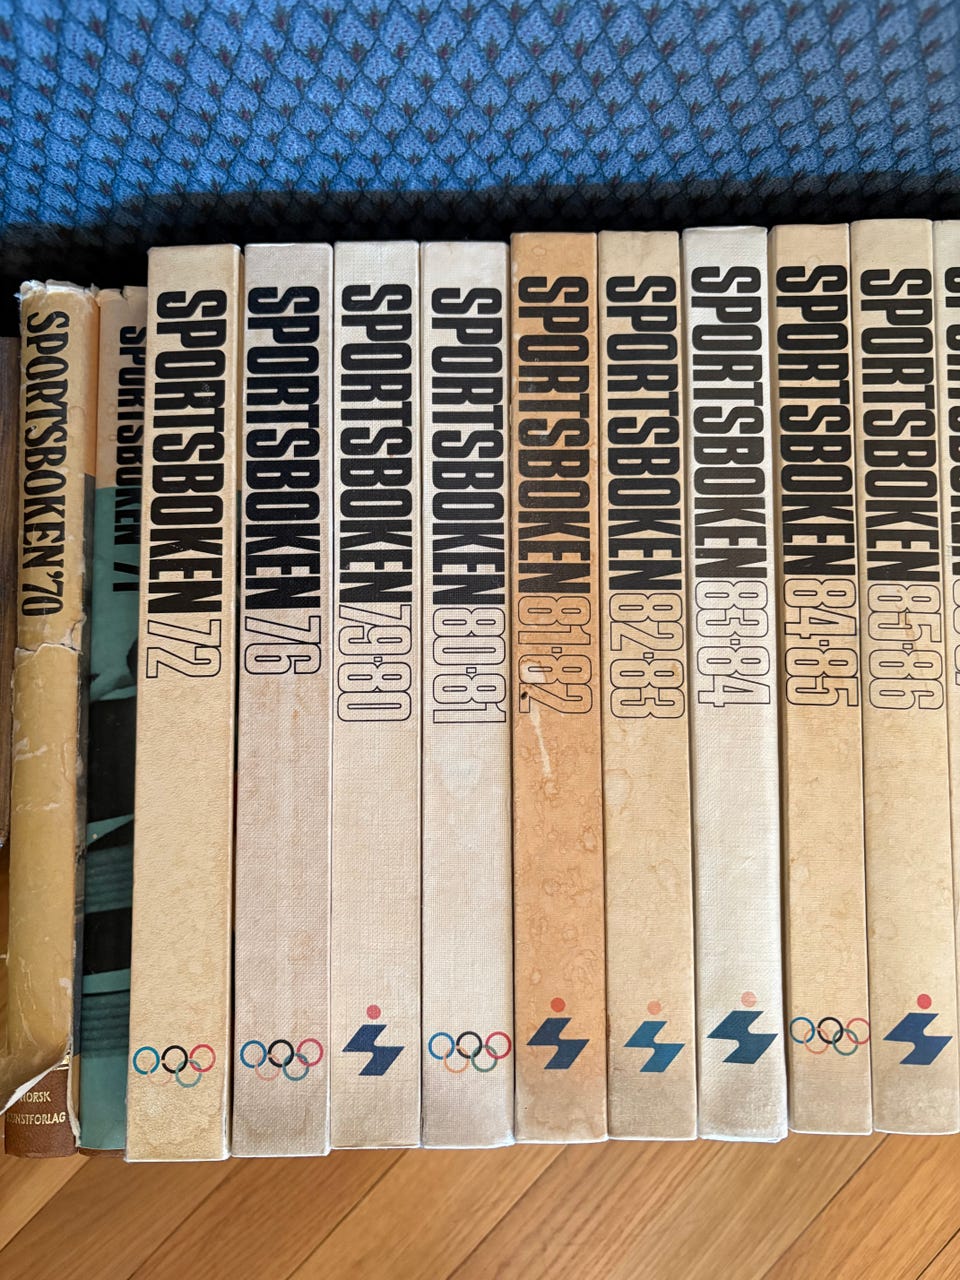 SPORTSBOKEN'70
NORSK
KUNSTFORLAG
SPORTSBOKEN 71
SPORTSBOKEN 72
SPORTSBOKEN 76
SPORTSBOKEN 79·80
SPORTSBOKEN 80·81
SPORTSBOKEN 81·82
SPORTSBOKEN 82·83
SPORTSBOKEN 83·84
SPORTSBOKEN 84·85
SPORTSBOKEN 85·86